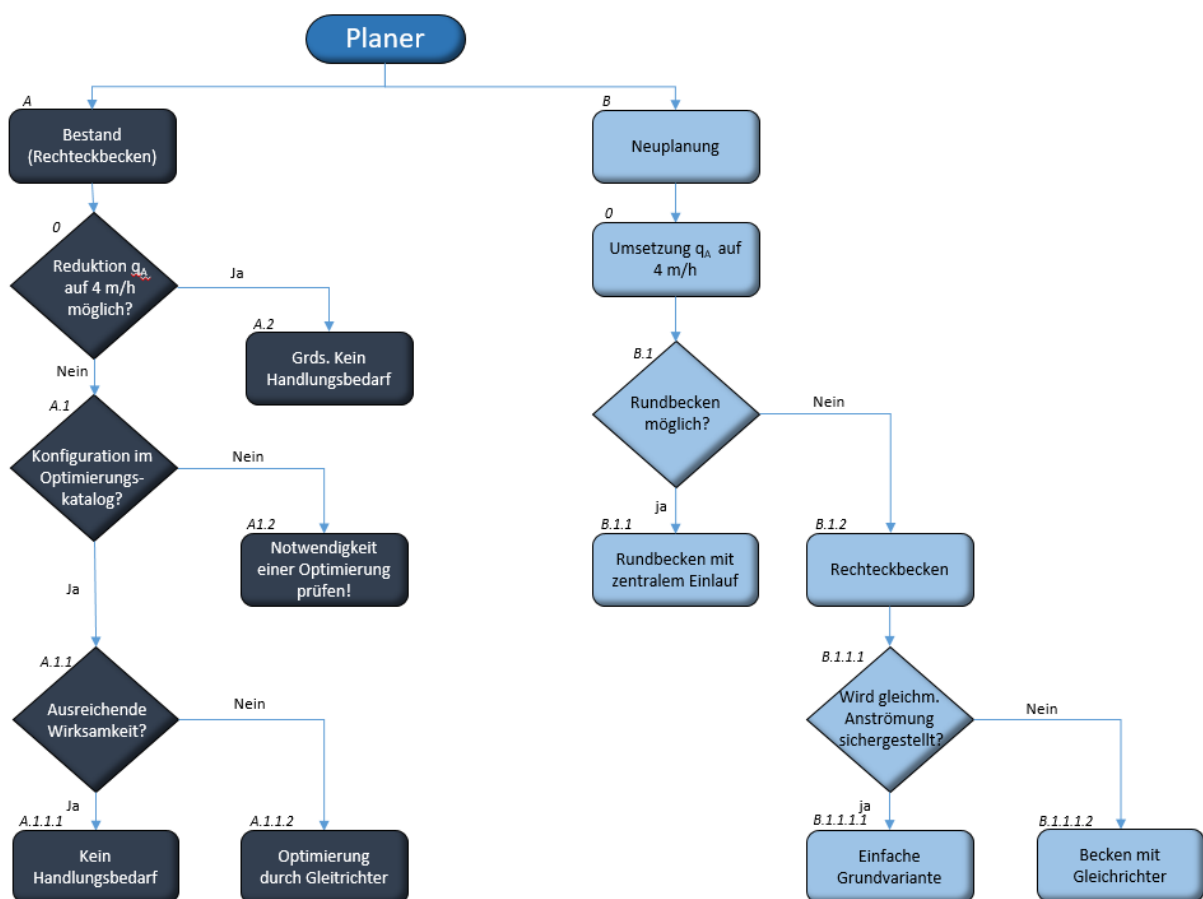 Planer
A
Bestand
(Rechteckbecken)
0
Reduktion qA
auf 4 m/h
möglich?
Ja
A.2
Grds. Kein
Handlungsbedarf
Nein
A.1
Konfiguration im
Optimierungs-
katalog?
Nein
A1.2
Notwendigkeit
einer Optimierung
prüfen!
Ja
A.1.1
Ausreichende
Wirksamkeit?
Nein
Ja
A.1.1.1
Kein
Handlungsbedarf
A.1.1.2
Optimierung
durch Gleitrichter
B
Neuplanung
0
Umsetzung qA auf
4 m/h
B.1
Rundbecken
möglich?
Nein
ja
B.1.1
Rundbecken mit
zentralem Einlauf
B.1.2
Rechteckbecken
B.1.1.1
Wird gleichm.
Anströmung
sichergestellt?
Nein
ja
B.1.1.1.1
Einfache
Grundvariante
B.1.1.1.2
Becken mit
Gleichrichter